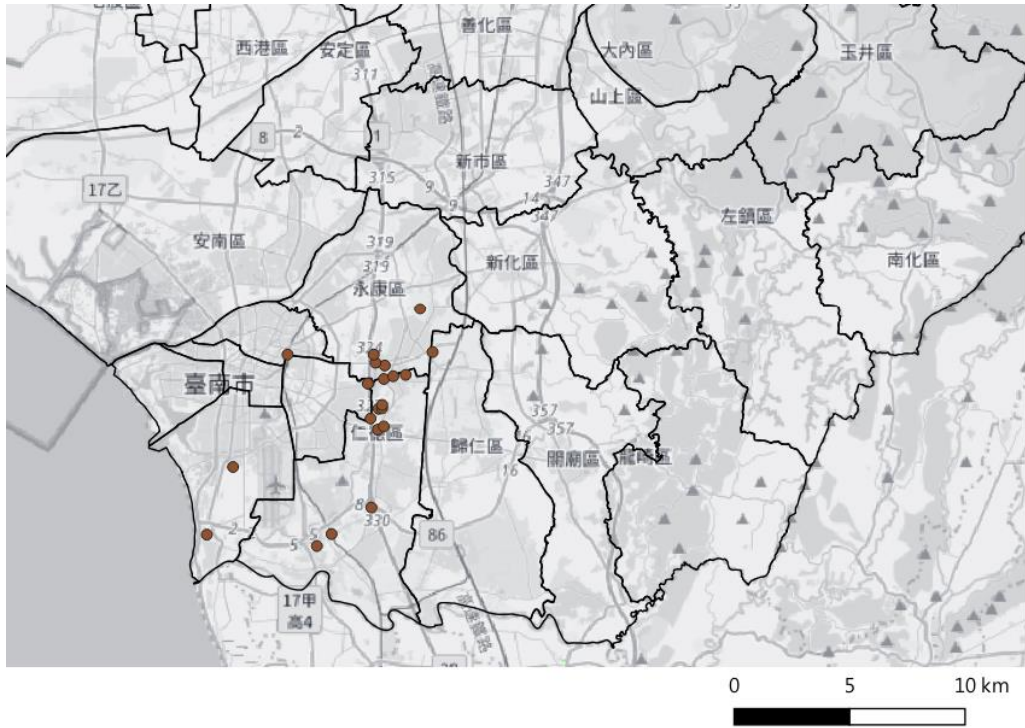 善化區
西港區
安定區
大內區
玉井區
311
山上區
8
2
1
新市區
315
9
347
17乙
9
14
347
左鎮區
安南區
319
新化區
南化區
319
永康區
臺南市
357
仁德區
歸仁區
357
關廟區
16
8
330
2
5
5
86
17甲
高4
0 5 10 km